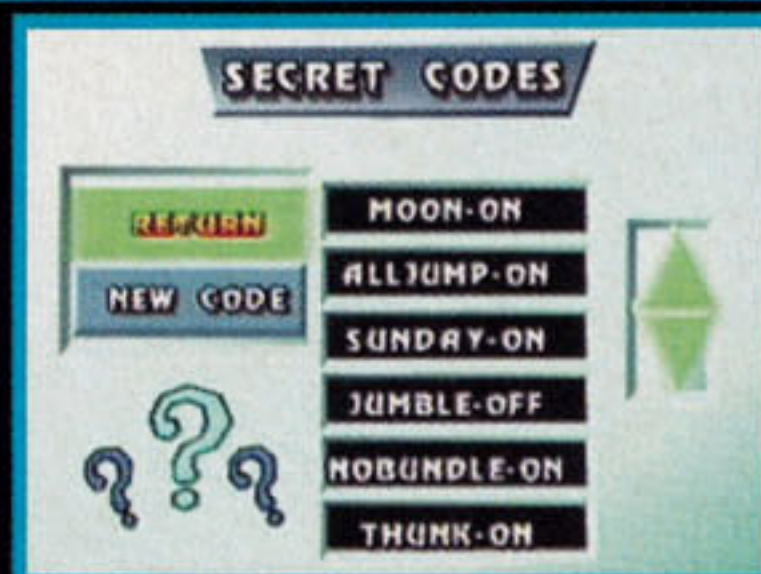 SECRET CODES
RETURN
NEW CODE
MOON-ON
ALLJUMP-ON
SUNDAY-ON
JUMBLE-OFF
NOBUNDLE-ON
THUNK-ON